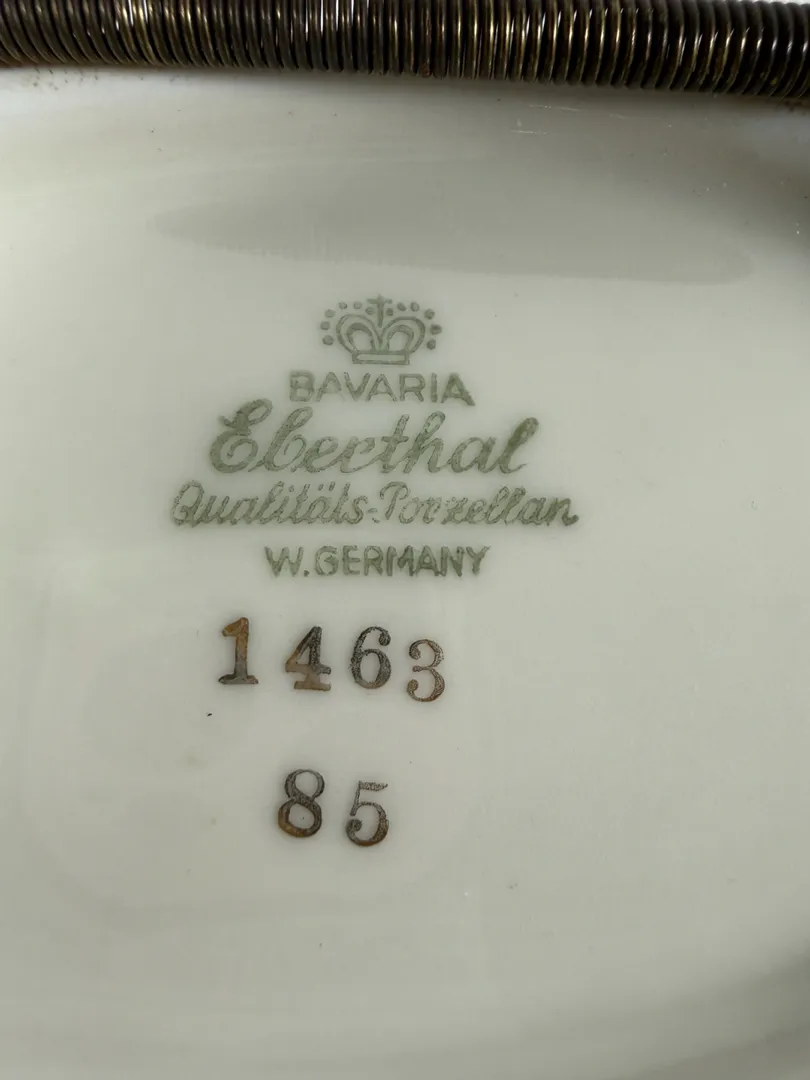 BAVARIA
Eberthal
Qualitäts-Porzellan
W. GERMANY
1463
85